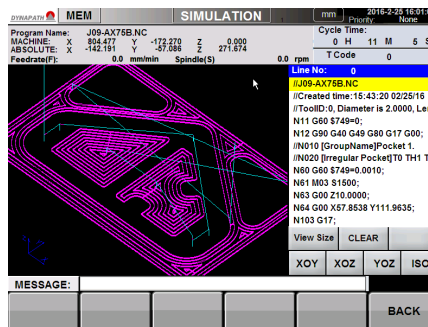 DYNAPATH MEM SIMULATION mm 2016-2-25 16:01:0
Priority: None
Program Name: J09-AX75B.NC
MACHINE: X 804.477 Y -172.270 Z 0.000
ABSOLUTE: X -142.191 Y -57.086 Z 271.674
Feedrate(F): 0.0 mm/min Spindle(S) 0.0 rpm
Cycle Time:
0 H 11 M 5 S
T Code 0
Line No: 0
//J09-AX75B.NC
//Created time:15:43:20 02/25/16
//ToolID:0, Diameter is 2.0000, Le
N11 G60 $749=0;
N12 G90 G40 G49 G80 G17 G00;
//N010 [GroupName]Pocket 1.
//N020 [Irregular Pocket]T0 TH1 T
N60 G60 $749=0.0010;
N61 M03 S1500;
N63 G00 Z10.0000;
N64 G00 X57.8538 Y111.9635;
N103 G17;
View Size CLEAR
XOY XOZ YOZ ISO
MESSAGE:
BACK